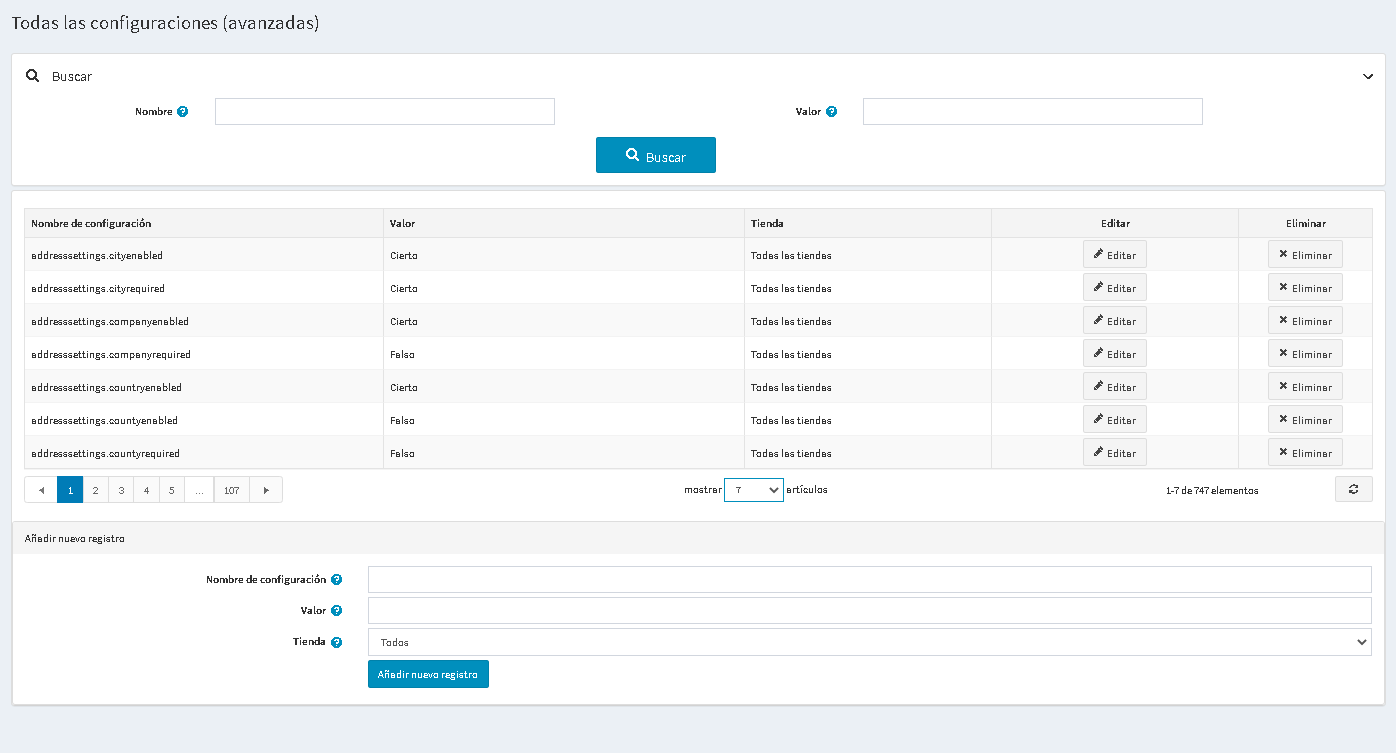 Todas las configuraciones (avanzadas)
Buscar
Nombre ? Valor ?
Buscar
Nombre de configuración Valor Tienda Editar Eliminar
addresssettings.cityenabled Cierto Todas las tiendas Editar Eliminar
addresssettings.cityrequired Cierto Todas las tiendas Editar Eliminar
addresssettings.companyenabled Cierto Todas las tiendas Editar Eliminar
addresssettings.companyrequired Falso Todas las tiendas Editar Eliminar
addresssettings.countryenabled Cierto Todas las tiendas Editar Eliminar
addresssettings.countyenabled Falso Todas las tiendas Editar Eliminar
addresssettings.countyrequired Falso Todas las tiendas Editar Eliminar
1 2 3 4 5 ... 107 mostrar 7 artículos 1-7 de 747 elementos
Añadir nuevo registro
Nombre de configuración ?
Valor ?
Tienda ? Todos
Añadir nuevo registro